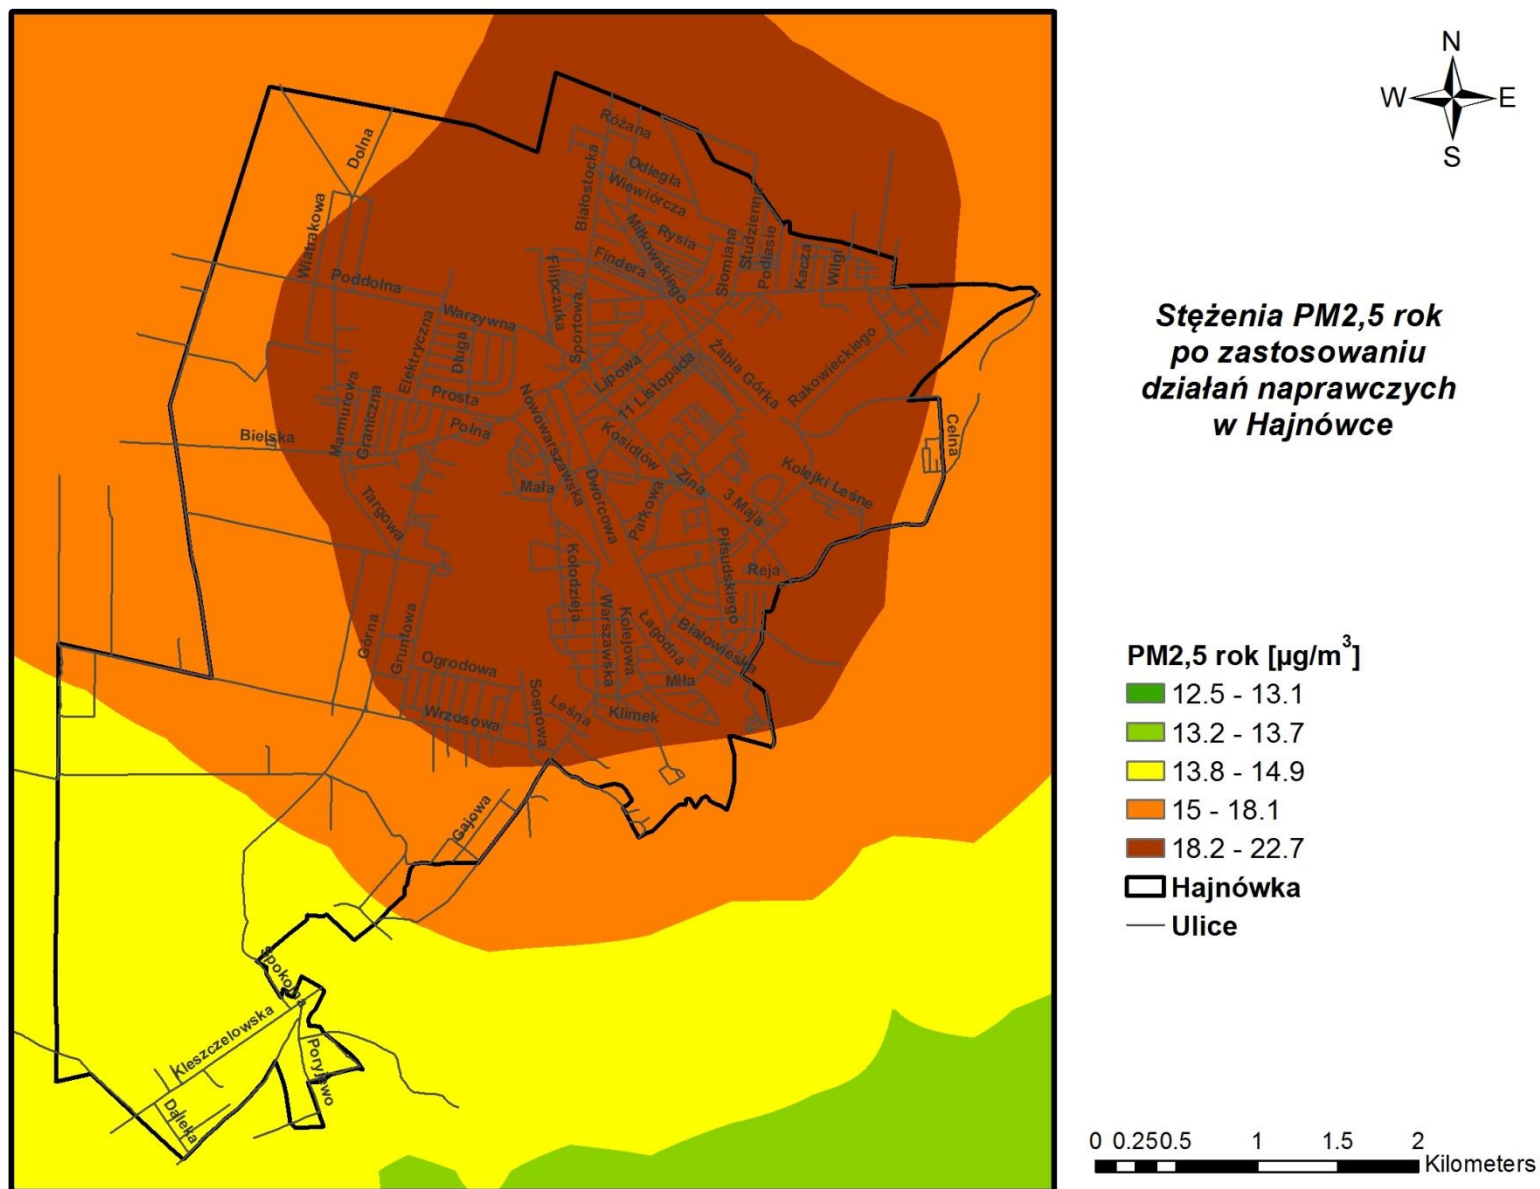 N
W E
S
Stężenia PM2,5 rok
po zastosowaniu
działań naprawczych
w Hajnówce
PM2,5 rok [µg/m³]
12.5 - 13.1
13.2 - 13.7
13.8 - 14.9
15 - 18.1
18.2 - 22.7
Hajnówka
Ulice
0 0.250.5 1 1.5 2
Kilometers
Różana
Dolna
Odległa
Białostocka
Wiewiórcza
Wiatrakowa
Miłkowskiego
Rysia
Studzienna
Słomiana
Podlasie
Kacza
Wilgi
Findera
Filipczuka
Poddolna
Warzywna
Sportowa
Elektryczna
Długa
Lipowa
11 Listopada
Żabia Górka
Rakowieckiego
Prosta
Marmurowa
Graniczna
Nowowarszawska
Polna
Bielska
Kosidłów
Celna
Zina
Kolejki Leśne
Mała
Dworcowa
3 Maja
Parkowa
Targowa
Piłsudskiego
Reja
Kołodzieja
Warszawska
Kolejowa
Łagodna
Białowieska
Górna
Gruntowa
Ogrodowa
Miła
Sosnowa
Leśna
Klimek
Wrzosowa
Gajowa
Spokojna
Kleszczelowska
Poryjewo
Daleka